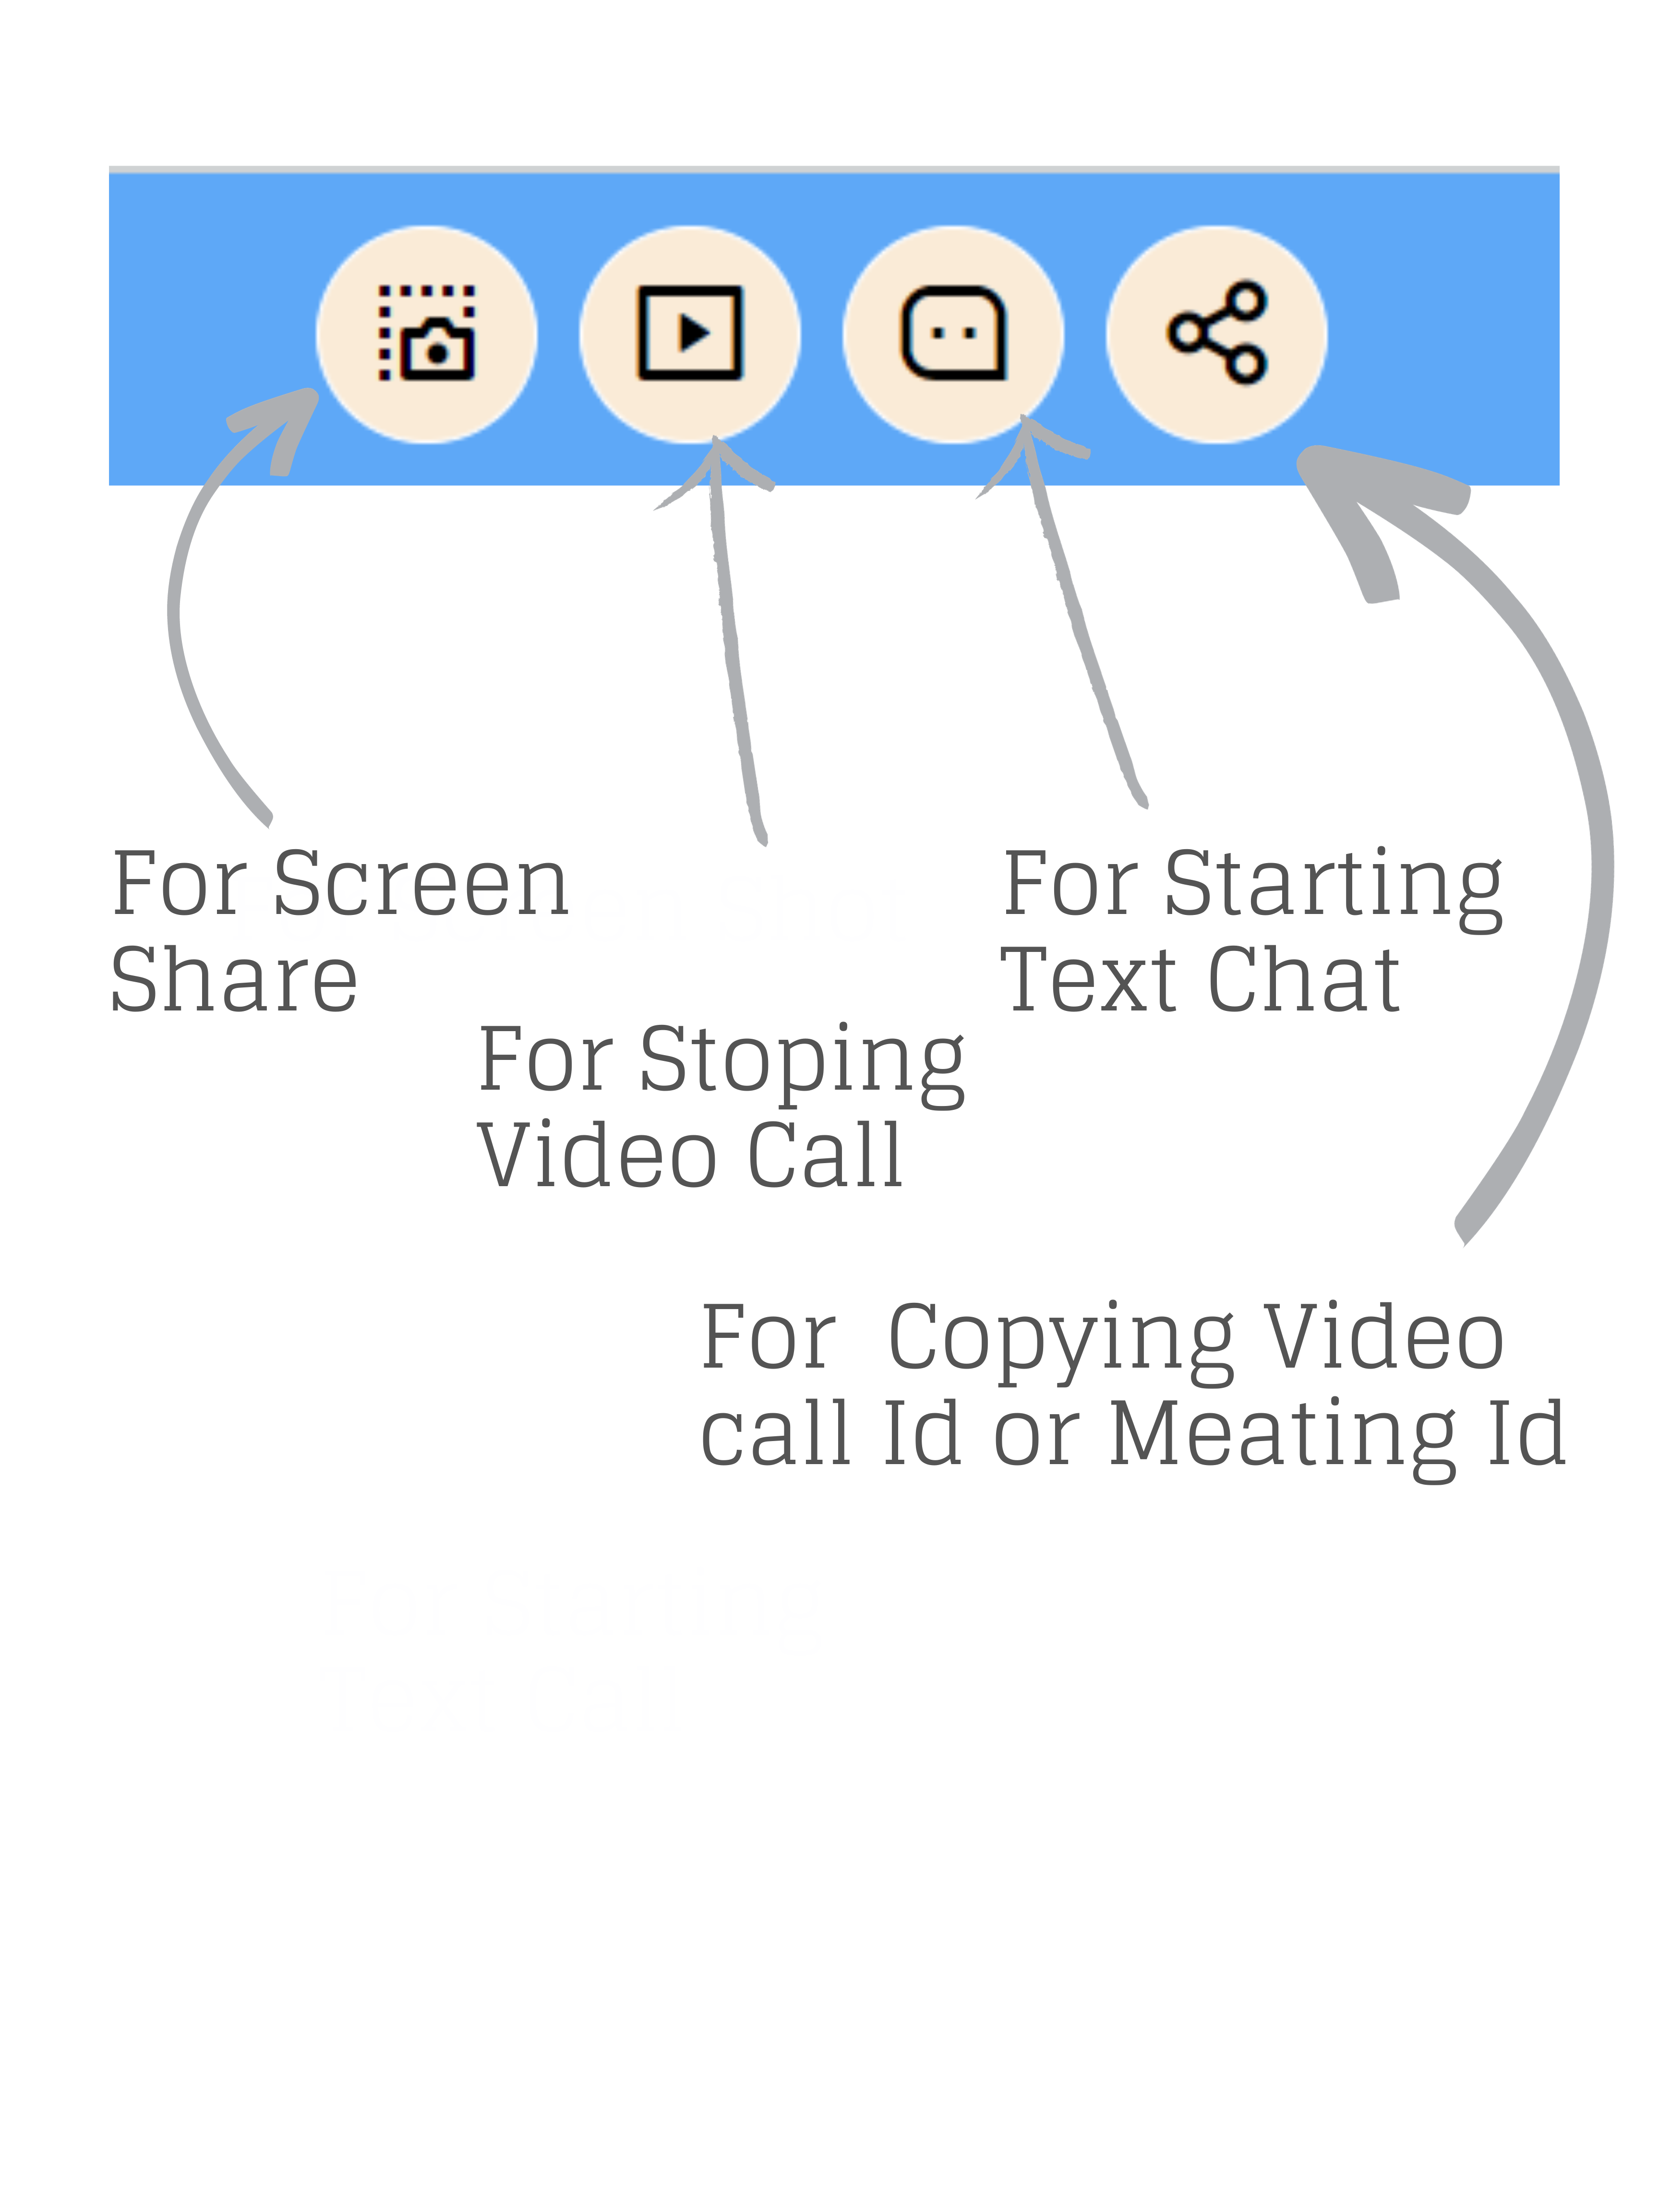 For Screen
Share
For Starting
Text Chat
For Stoping
Video Call
For  Copying Video
call Id or Meating Id